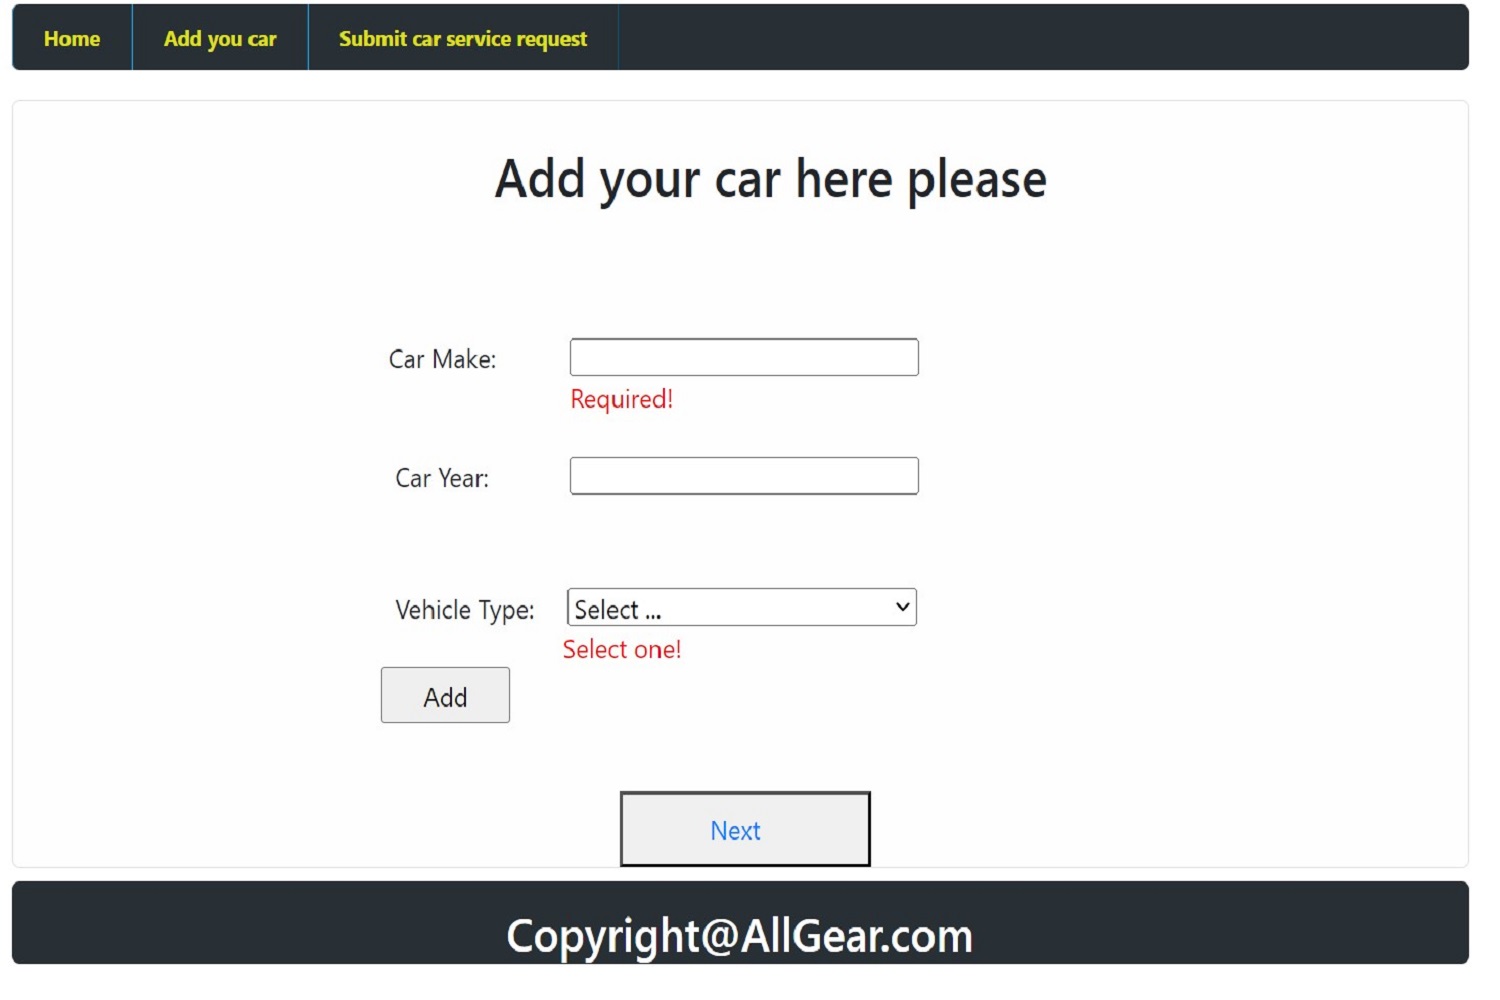 Home Add you car Submit car service request
Add your car here please
Car Make:
Required!
Car Year:
Vehicle Type: Select ...
Select one!
Add
Next
Copyright@AllGear.com